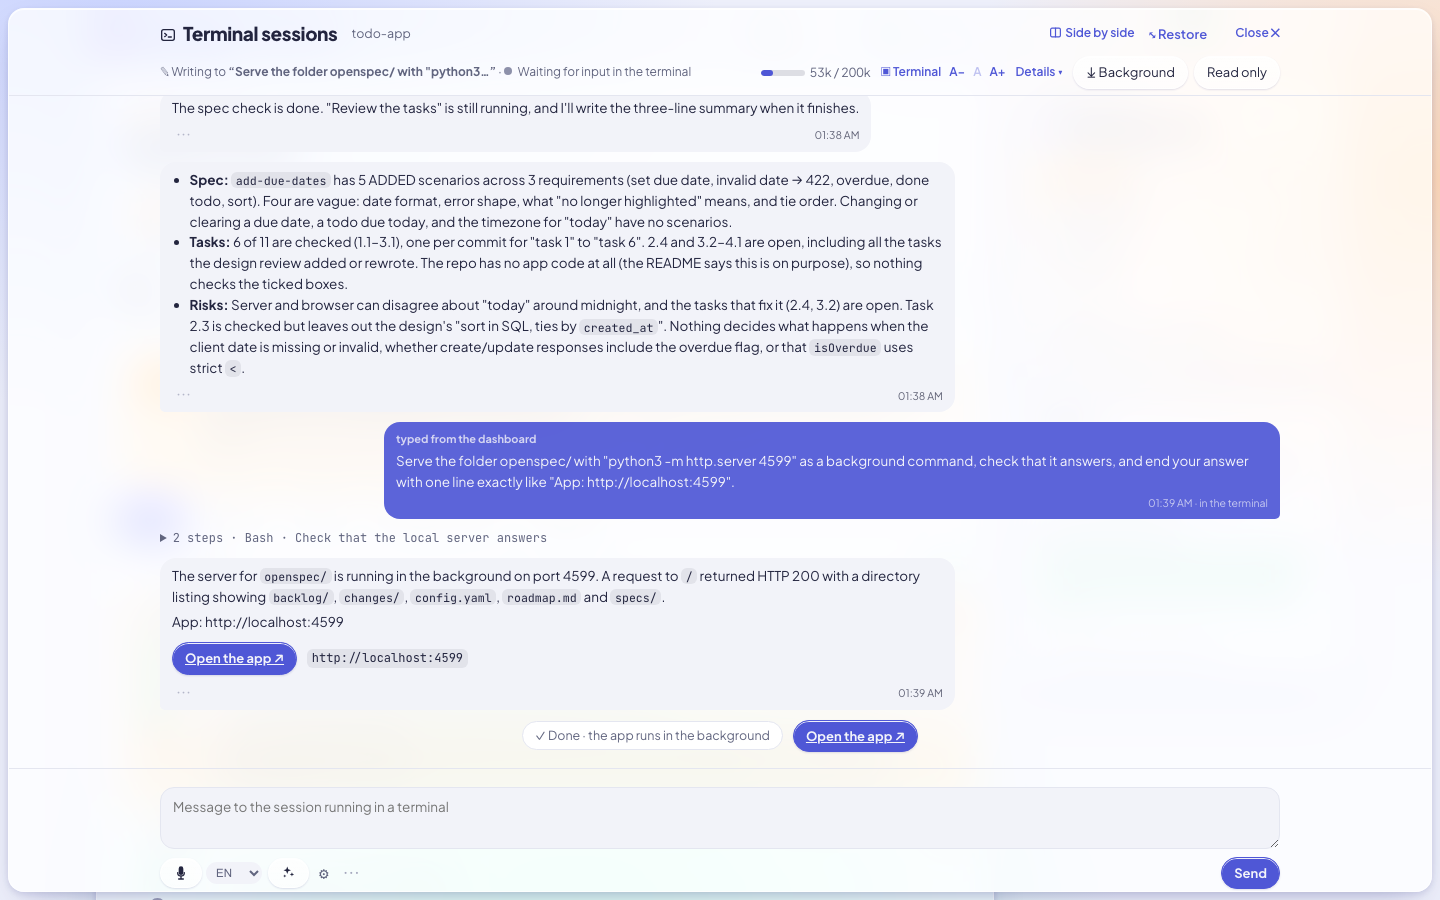 Terminal sessions todo-app
Side by side Restore Close
Writing to “Serve the folder openspec/ with "python3…” · Waiting for input in the terminal
53k / 200k Terminal A− A A+ Details Background Read only
The spec check is done. "Review the tasks" is still running, and I'll write the three-line summary when it finishes.
··· 01:38 AM
• Spec: add-due-dates has 5 ADDED scenarios across 3 requirements (set due date, invalid date → 422, overdue, done
todo, sort). Four are vague: date format, error shape, what "no longer highlighted" means, and tie order. Changing or
clearing a due date, a todo due today, and the timezone for "today" have no scenarios.
• Tasks: 6 of 11 are checked (1.1–3.1), one per commit for "task 1" to "task 6". 2.4 and 3.2–4.1 are open, including all the tasks
the design review added or rewrote. The repo has no app code at all (the README says this is on purpose), so nothing
checks the ticked boxes.
• Risks: Server and browser can disagree about "today" around midnight, and the tasks that fix it (2.4, 3.2) are open. Task
2.3 is checked but leaves out the design's "sort in SQL, ties by created_at". Nothing decides what happens when the
client date is missing or invalid, whether create/update responses include the overdue flag, or that isOverdue uses
strict <.
··· 01:38 AM
typed from the dashboard
Serve the folder openspec/ with "python3 -m http.server 4599" as a background command, check that it answers, and end your answer
with one line exactly like "App: http://localhost:4599".
01:39 AM · in the terminal
2 steps · Bash · Check that the local server answers
The server for openspec/ is running in the background on port 4599. A request to / returned HTTP 200 with a directory
listing showing backlog/, changes/, config.yaml, roadmap.md and specs/.
App: http://localhost:4599
Open the app ↗ http://localhost:4599
··· 01:39 AM
✓ Done · the app runs in the background Open the app ↗
Message to the session running in a terminal
EN ···
Send